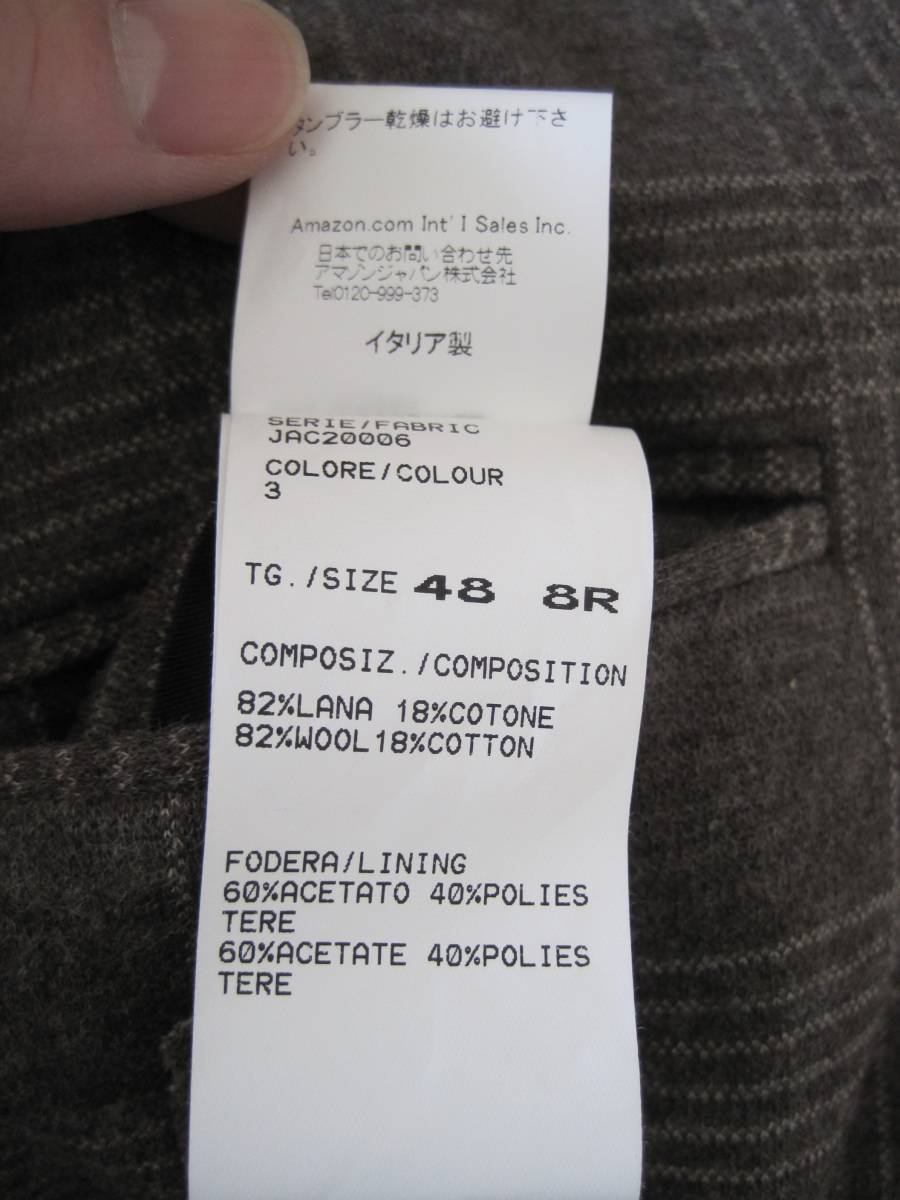 タンブラー乾燥はお避け下さ
い。
Amazon.com Int' I Sales Inc.
日本でのお問い合わせ先
アマゾンジャパン株式会社
Tel0120-999-373
イタリア製
SERIE/FABRIC
JAC20006
COLORE/COLOUR
3
TG./SIZE 48 8R
COMPOSIZ./COMPOSITION
82%LANA 18%COTONE
82%WOOL18%COTTON
FODERA/LINING
60%ACETATO 40%POLIES
TERE
60%ACETATE 40%POLIES
TERE